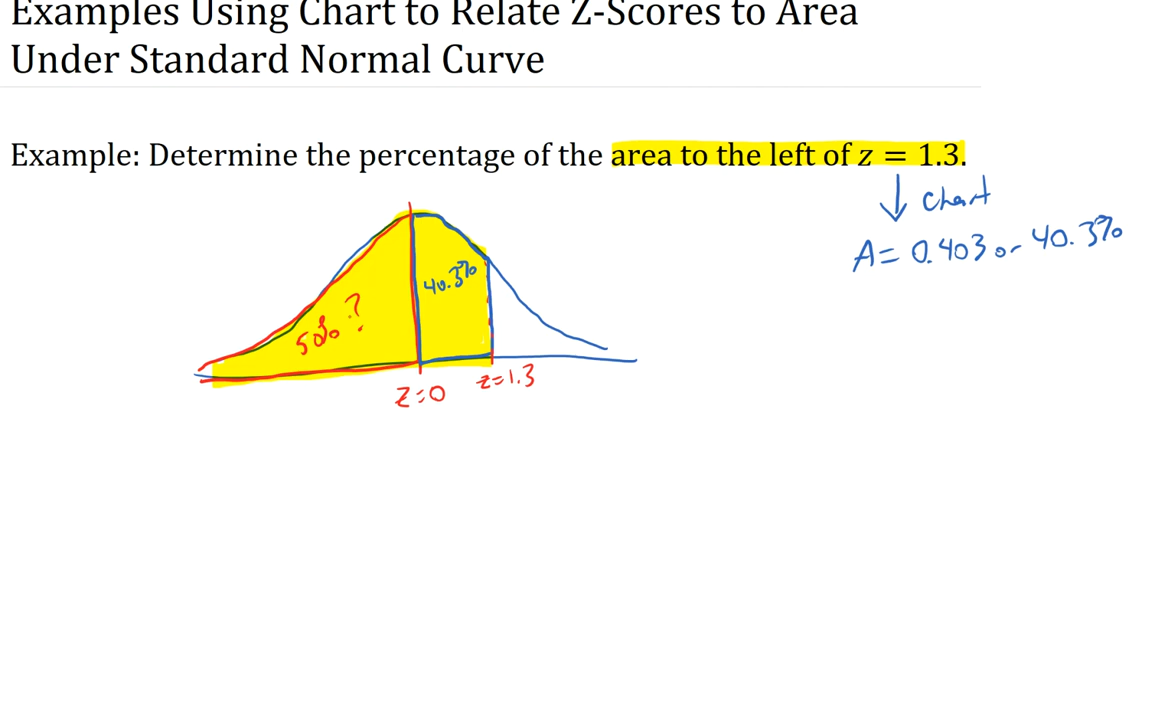 Examples Using Chart to Relate Z-Scores to Area
Under Standard Normal Curve
Example: Determine the percentage of the area to the left of z = 1.3.
↓ Chart
A = 0.403 or 40.3%
40.3%
50% ?
z=0
z=1.3